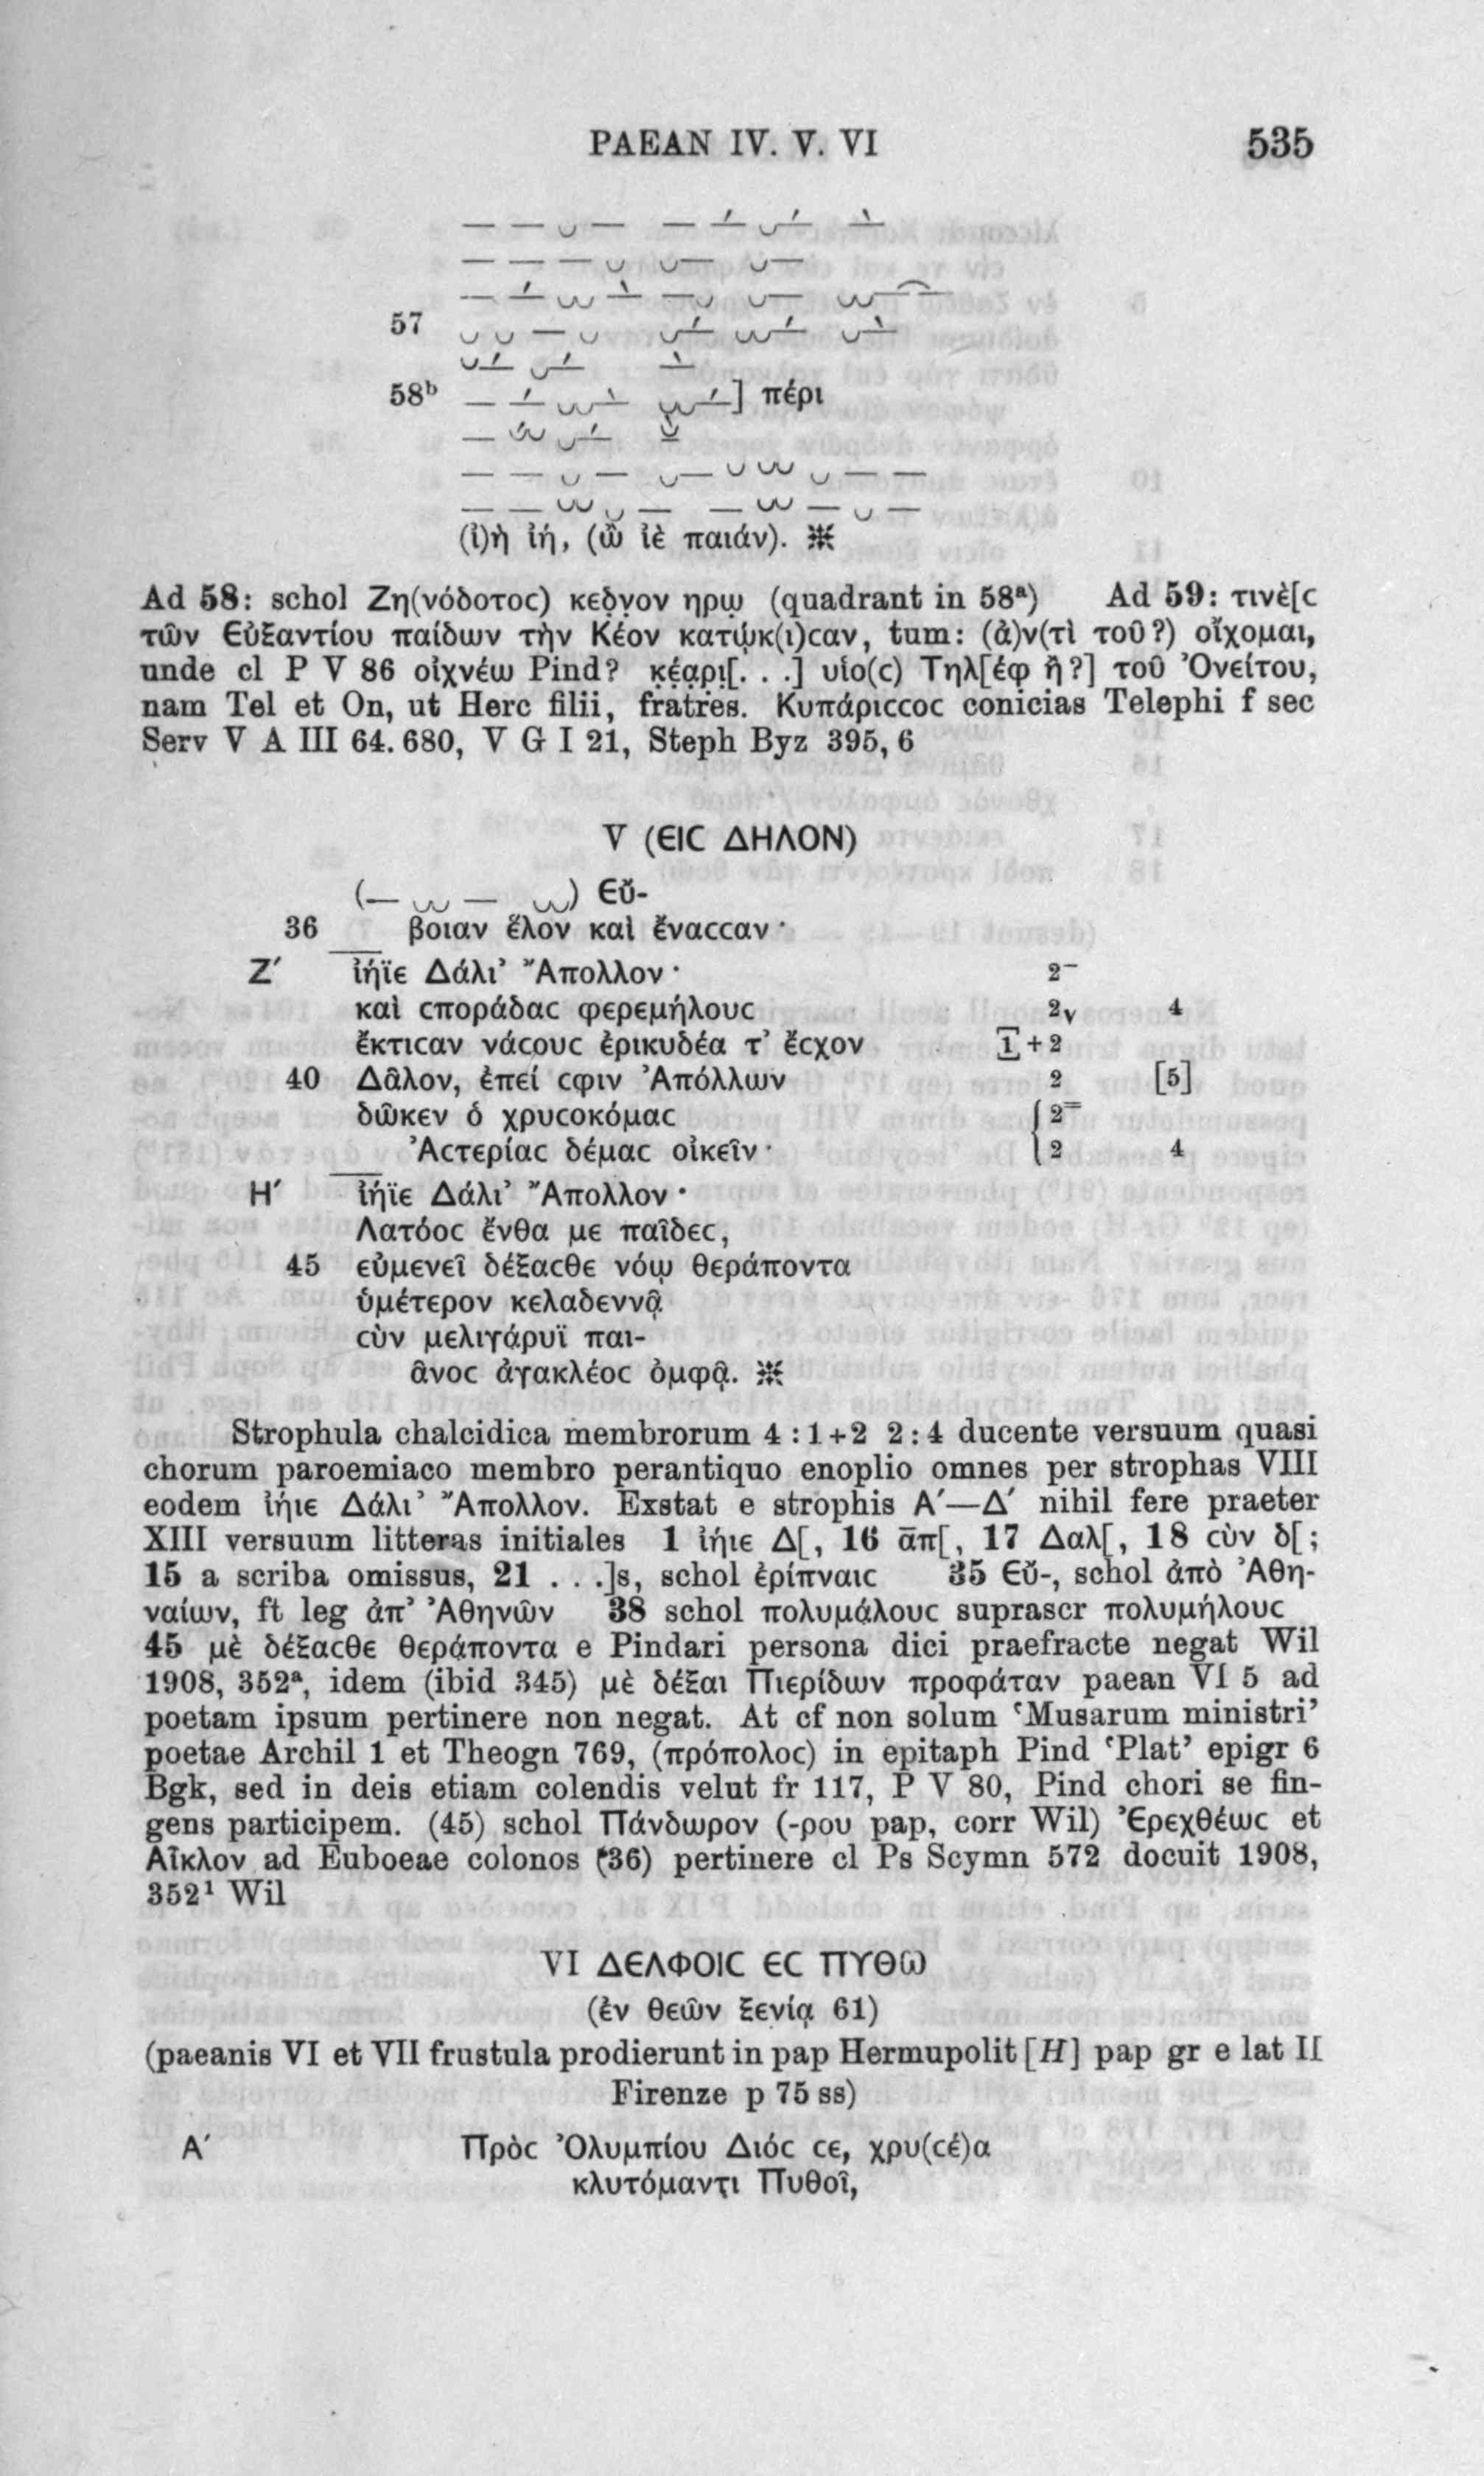 PAEAN IV. V. VI 535
— — ᴗ — — —́ ᴗ—́ —̀
— — — ᴗ ᴗ— ᴗ—
57
58ᵇ ] πέρι
(ἰ)ὴ ἰή, (ὦ ἰὲ παιάν). ※
Ad 58: schol Ζη(νόδοτοϲ) κεδνον ηρῳ (quadrant in 58ᵃ) Ad 59: τινὲ[ϲ
τῶν Εὐξαντίου παίδων τὴν Κέον κατῴκ(ι)ϲαν, tum: (ἀ)ν(τὶ τοῦ?) οἴχομαι,
unde cl P V 86 οἰχνέω Pind? κ̣έ̣α̣ρι̣[. . .] υἱο(ϲ) Τηλ[έφῳ ἢ?] τοῦ Ὀνείτου,
nam Tel et On, ut Herc filii, fratres. Κυπάριϲϲοϲ conicias Telephi f sec
Serv V A III 64. 680, V G I 21, Steph Byz 395, 6
V (ΕΙϹ ΔΗΛΟΝ)
(— ᴗᴗ — ᴗᴗ) Εὔ-
36 βοιαν ἕλον καὶ ἔναϲϲαν ·
Ζ′ ἰήϊε Δάλι’ Ἄπολλον · 2–
καὶ ϲποράδαϲ φερεμήλουϲ 2ᵥ 4
ἔκτιϲαν νάϲουϲ ἐρικυδέα τ’ ἔϲχον 1+2
40 Δᾶλον, ἐπεί ϲφιν Ἀπόλλων 2 [5]
δῶκεν ὁ χρυϲοκόμαϲ { 2=
Ἀϲτερίαϲ δέμαϲ οἰκεῖν · { 2 4
Η′ ἰήϊε Δάλι’ Ἄπολλον ·
Λατόοϲ ἔνθα με παῖδεϲ,
45 εὐμενεῖ δέξαϲθε νόῳ θεράποντα
ὑμέτερον κελαδεννᾷ
ϲὺν μελιγάρυϊ παι-
ᾶνοϲ ἀγακλέοϲ ὀμφᾷ. ※
Strophula chalcidica membrorum 4 : 1+2 2 : 4 ducente versuum quasi
chorum paroemiaco membro perantiquo enoplio omnes per strophas VIII
eodem ἰήιε Δάλι’ Ἄπολλον. Exstat e strophis Α′—Δ′ nihil fere praeter
XIII versuum litteras initiales 1 ἰήιε Δ[, 16 ᾱπ[, 17 Δαλ[, 18 ϲὺν δ[;
15 a scriba omissus, 21 . . .]s, schol ἐρίπναιϲ 35 Εὔ-, schol ἀπὸ Ἀθη-
ναίων, ft leg ἀπ’ Ἀθηνῶν 38 schol πολυμάλουϲ suprascr πολυμήλουϲ
45 μὲ δέξαϲθε θεράποντα e Pindari persona dici praefracte negat Wil
1908, 352ᵃ, idem (ibid 345) μὲ δέξαι Πιερίδων προφάταν paean VI 5 ad
poetam ipsum pertinere non negat. At cf non solum ‘Musarum ministri’
poetae Archil 1 et Theogn 769, (πρόπολοϲ) in epitaph Pind ‘Plat’ epigr 6
Bgk, sed in deis etiam colendis velut fr 117, P V 80, Pind chori se fin-
gens participem. (45) schol Πάνδωρον (-ρου pap, corr Wil) Ἐρεχθέωϲ et
Αἴκλον ad Euboeae colonos (36) pertinere cl Ps Scymn 572 docuit 1908,
352¹ Wil
VI ΔΕΛΦΟΙϹ ΕϹ ΠΥΘΩ
(ἐν θεῶν ξενίᾳ 61)
(paeanis VI et VII frustula prodierunt in pap Hermupolit [H] pap gr e lat II
Firenze p 75 ss)
Α′ Πρὸϲ Ὀλυμπίου Διόϲ ϲε, χρυ(ϲέ)α
κλυτόμαντι Πυθοῖ,